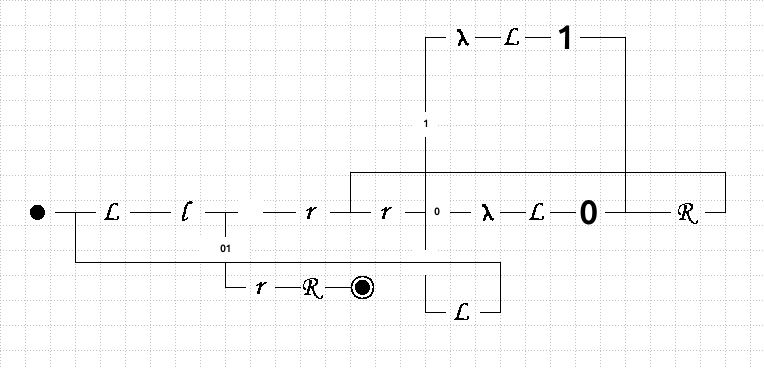 λ ℒ 1
1
ℒ l r r 0 λ ℒ 0 ℛ
01
r ℛ
ℒ